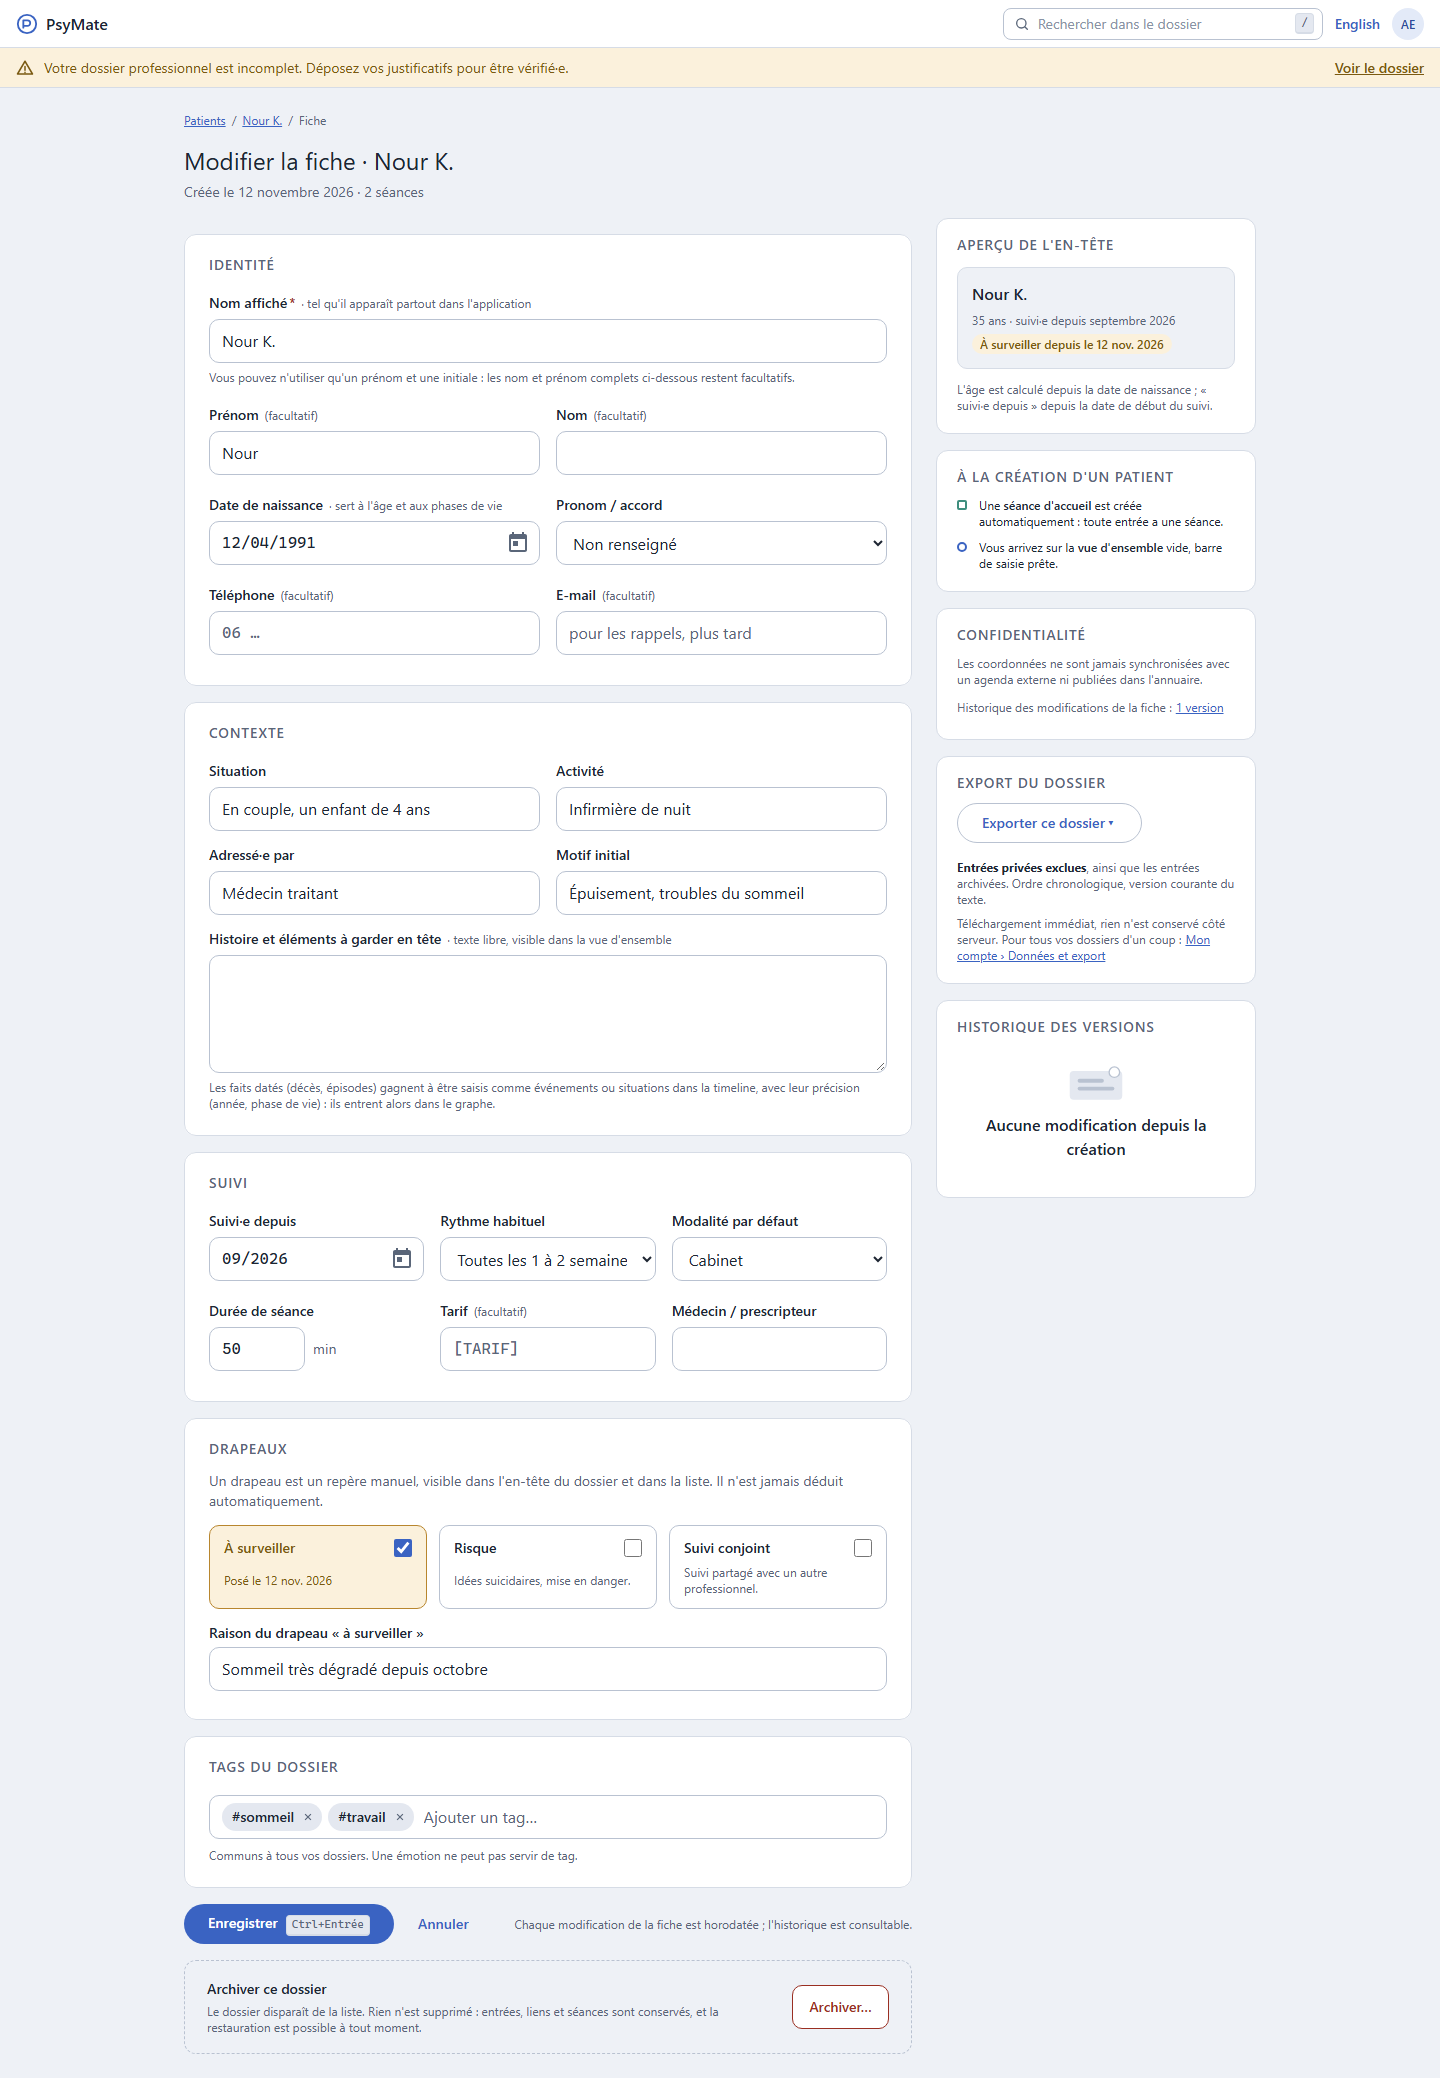 PsyMate
Rechercher dans le dossier
/
English
AE
Votre dossier professionnel est incomplet. Déposez vos justificatifs pour être vérifié·e.
Voir le dossier
Patients / Nour K. / Fiche
Modifier la fiche · Nour K.
Créée le 12 novembre 2026 · 2 séances
IDENTITÉ
Nom affiché* · tel qu'il apparaît partout dans l'application
Nour K.
Vous pouvez n'utiliser qu'un prénom et une initiale : les nom et prénom complets ci-dessous restent facultatifs.
Prénom (facultatif)
Nom (facultatif)
Nour
Date de naissance · sert à l'âge et aux phases de vie
Pronom / accord
12/04/1991
Non renseigné
Téléphone (facultatif)
E-mail (facultatif)
06 …
pour les rappels, plus tard
CONTEXTE
Situation
Activité
En couple, un enfant de 4 ans
Infirmière de nuit
Adressé·e par
Motif initial
Médecin traitant
Épuisement, troubles du sommeil
Histoire et éléments à garder en tête · texte libre, visible dans la vue d'ensemble
Les faits datés (décès, épisodes) gagnent à être saisis comme événements ou situations dans la timeline, avec leur précision
(année, phase de vie) : ils entrent alors dans le graphe.
SUIVI
Suivi·e depuis
Rythme habituel
Modalité par défaut
09/2026
Toutes les 1 à 2 semaine
Cabinet
Durée de séance
Tarif (facultatif)
Médecin / prescripteur
50
min
[TARIF]
DRAPEAUX
Un drapeau est un repère manuel, visible dans l'en-tête du dossier et dans la liste. Il n'est jamais déduit
automatiquement.
À surveiller
Posé le 12 nov. 2026
Risque
Idées suicidaires, mise en danger.
Suivi conjoint
Suivi partagé avec un autre
professionnel.
Raison du drapeau « à surveiller »
Sommeil très dégradé depuis octobre
TAGS DU DOSSIER
#sommeil ×
#travail ×
Ajouter un tag…
Communs à tous vos dossiers. Une émotion ne peut pas servir de tag.
Enregistrer Ctrl+Entrée
Annuler
Chaque modification de la fiche est horodatée ; l'historique est consultable.
Archiver ce dossier
Le dossier disparaît de la liste. Rien n'est supprimé : entrées, liens et séances sont conservés, et la
restauration est possible à tout moment.
Archiver…
APERÇU DE L'EN-TÊTE
Nour K.
35 ans · suivi·e depuis septembre 2026
À surveiller depuis le 12 nov. 2026
L'âge est calculé depuis la date de naissance ; «
suivi·e depuis » depuis la date de début du suivi.
À LA CRÉATION D'UN PATIENT
Une séance d'accueil est créée
automatiquement : toute entrée a une séance.
Vous arrivez sur la vue d'ensemble vide, barre
de saisie prête.
CONFIDENTIALITÉ
Les coordonnées ne sont jamais synchronisées avec
un agenda externe ni publiées dans l'annuaire.
Historique des modifications de la fiche : 1 version
EXPORT DU DOSSIER
Exporter ce dossier ▾
Entrées privées exclues, ainsi que les entrées
archivées. Ordre chronologique, version courante du
texte.
Téléchargement immédiat, rien n'est conservé côté
serveur. Pour tous vos dossiers d'un coup : Mon
compte › Données et export
HISTORIQUE DES VERSIONS
Aucune modification depuis la
création